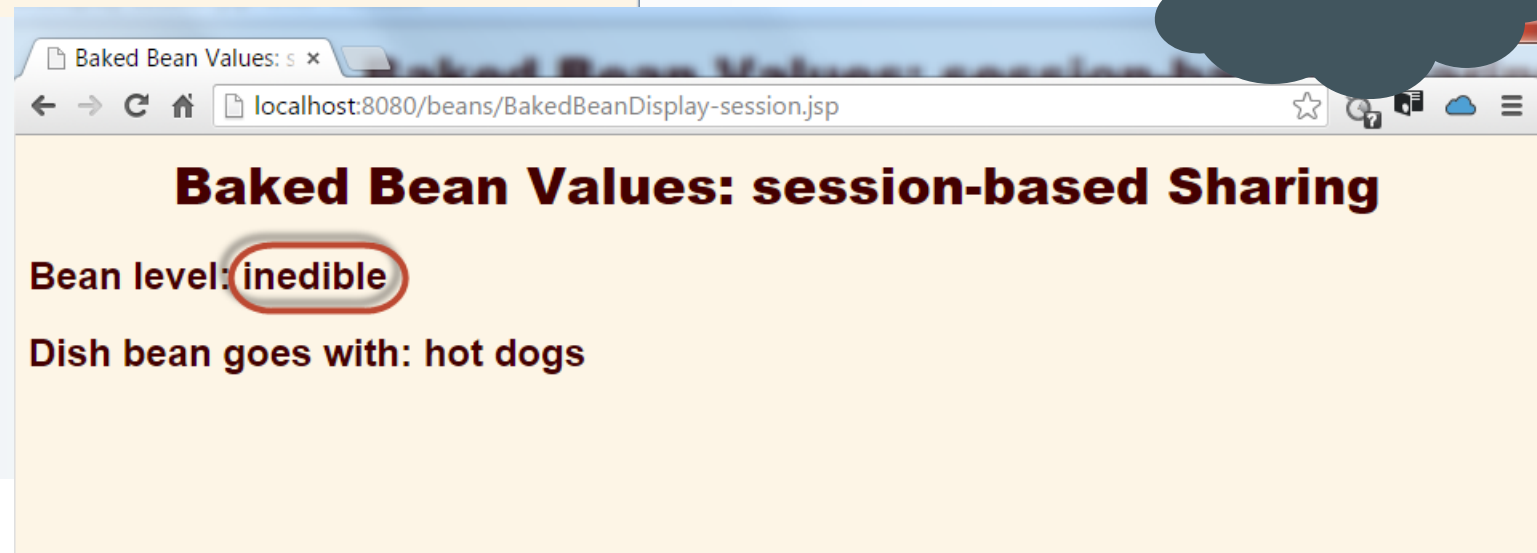 Baked Bean Values: s
localhost:8080/beans/BakedBeanDisplay-session.jsp
Baked Bean Values: session-based Sharing
Bean level: inedible
Dish bean goes with: hot dogs